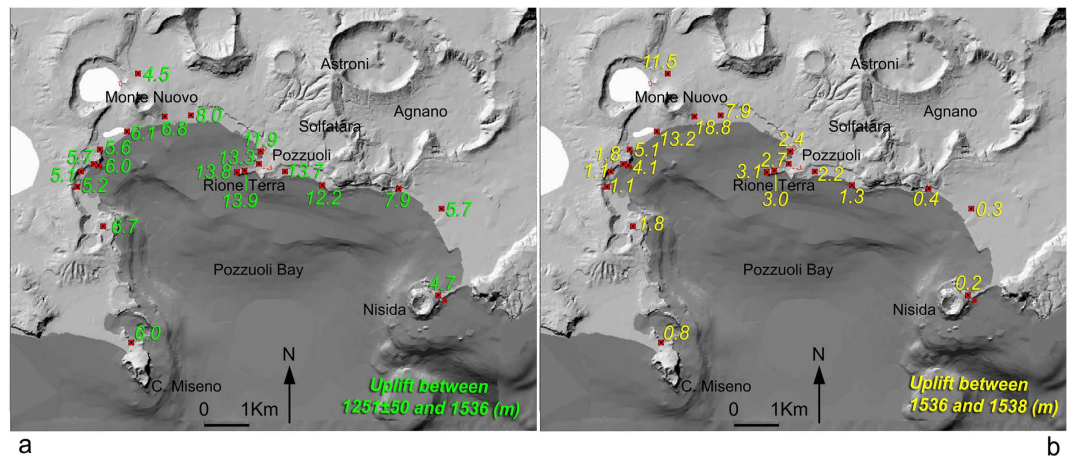 4.5
Monte Nuovo
8.0
6.8
6.1
5.6
5.7
6.0
5.1
5.2
6.7
6.0
Astroni
Agnano
Solfatara
11.9
13.3
Pozzuoli
13.8
13.7
Rione Terra
13.9
12.2
7.9
5.7
Pozzuoli Bay
4.7
Nisida
C. Miseno
N
0 1Km
Uplift between
1251±50 and 1536 (m)
a
11.5
Monte Nuovo
7.9
18.8
13.2
5.1
1.8
4.1
1.1
1.1
1.8
0.8
Astroni
Agnano
Solfatara
2.4
2.7
Pozzuoli
3.1
2.2
Rione Terra
3.0
1.3
0.4
0.3
Pozzuoli Bay
0.2
Nisida
C. Miseno
N
0 1Km
Uplift between
1536 and 1538 (m)
b